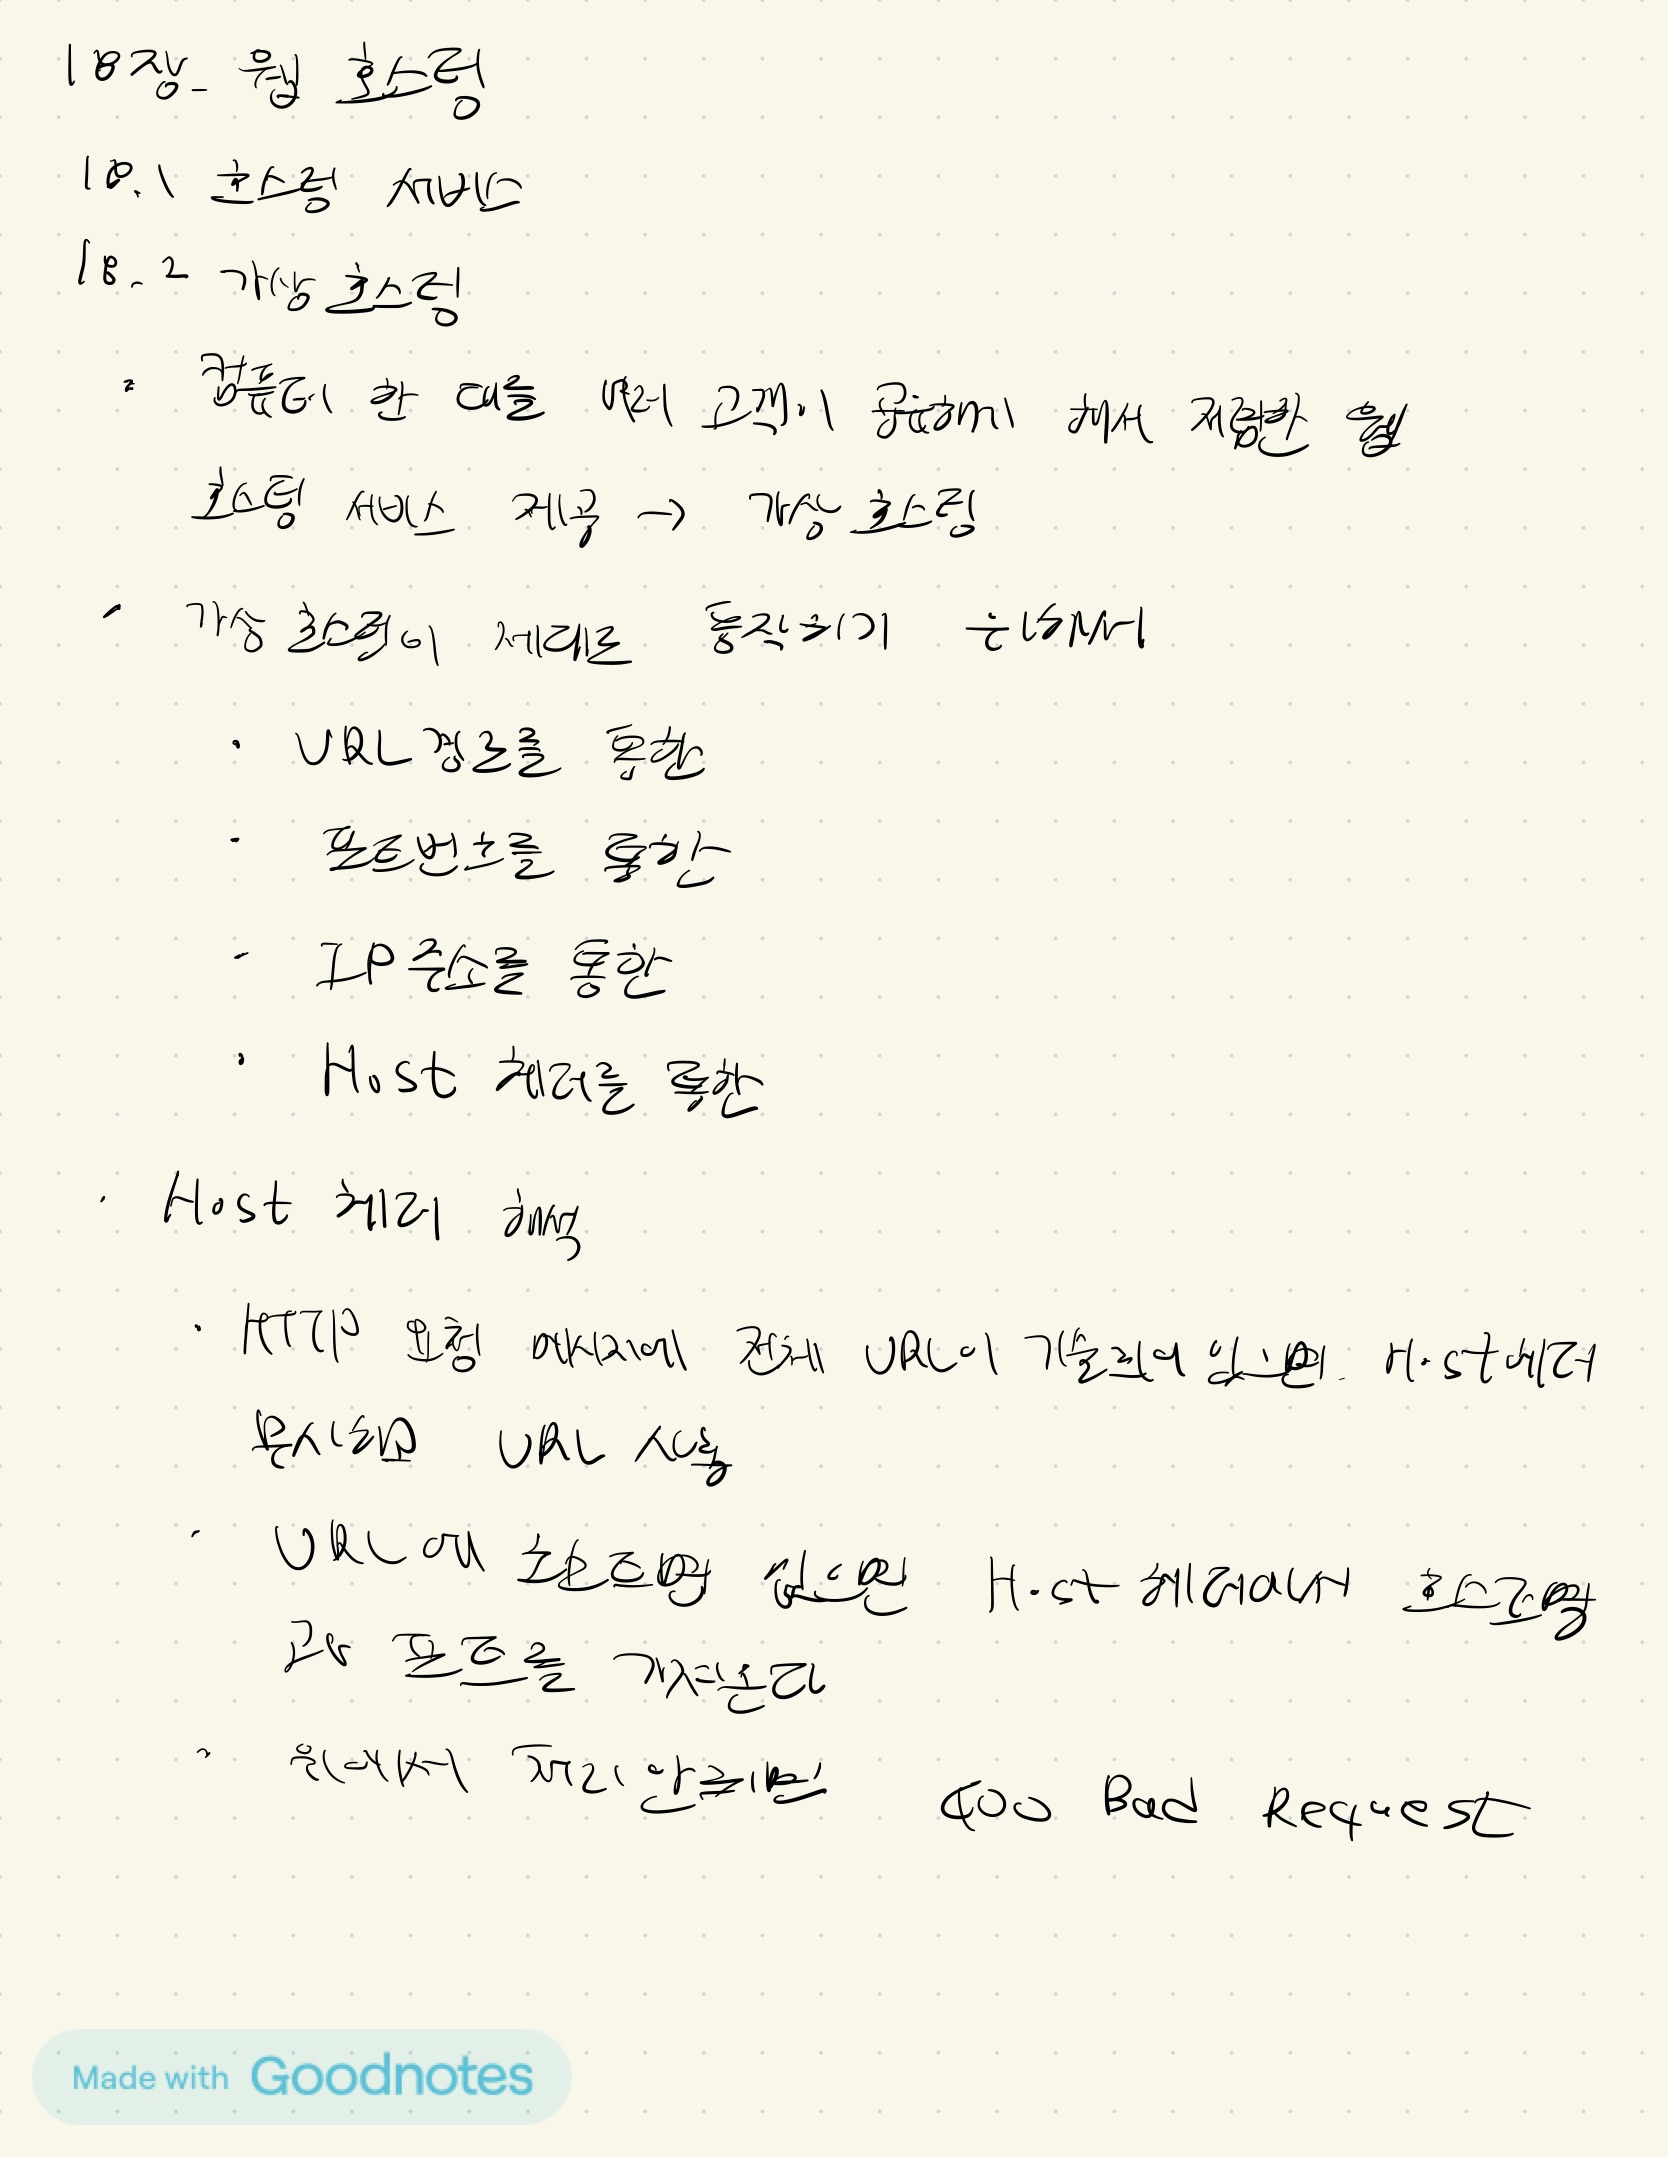 18장_ 웹 호스팅
18.1 호스팅 서비스
18.2 가상 호스팅
· 컴퓨터 한 대를 여러 고객이 공유하게 해서 저렴한 웹
호스팅 서비스 제공 → 가상 호스팅
· 가상 호스팅이 제대로 동작하기 위해서
· URL 경로를 통한
- 포트번호를 통한
- IP 주소를 통한
· Host 헤더를 통한
· Host 헤더 해석
· HTTP 요청 메시지에 전체 URL이 기술되어 있으면. Host 헤더
무시하고 URL 사용
· URL에 호스트명 없으면 Host 헤더에서 호스트명
과 포트를 가져온다
· 위에서 처리 안되면 400 Bad Request
Made with Goodnotes